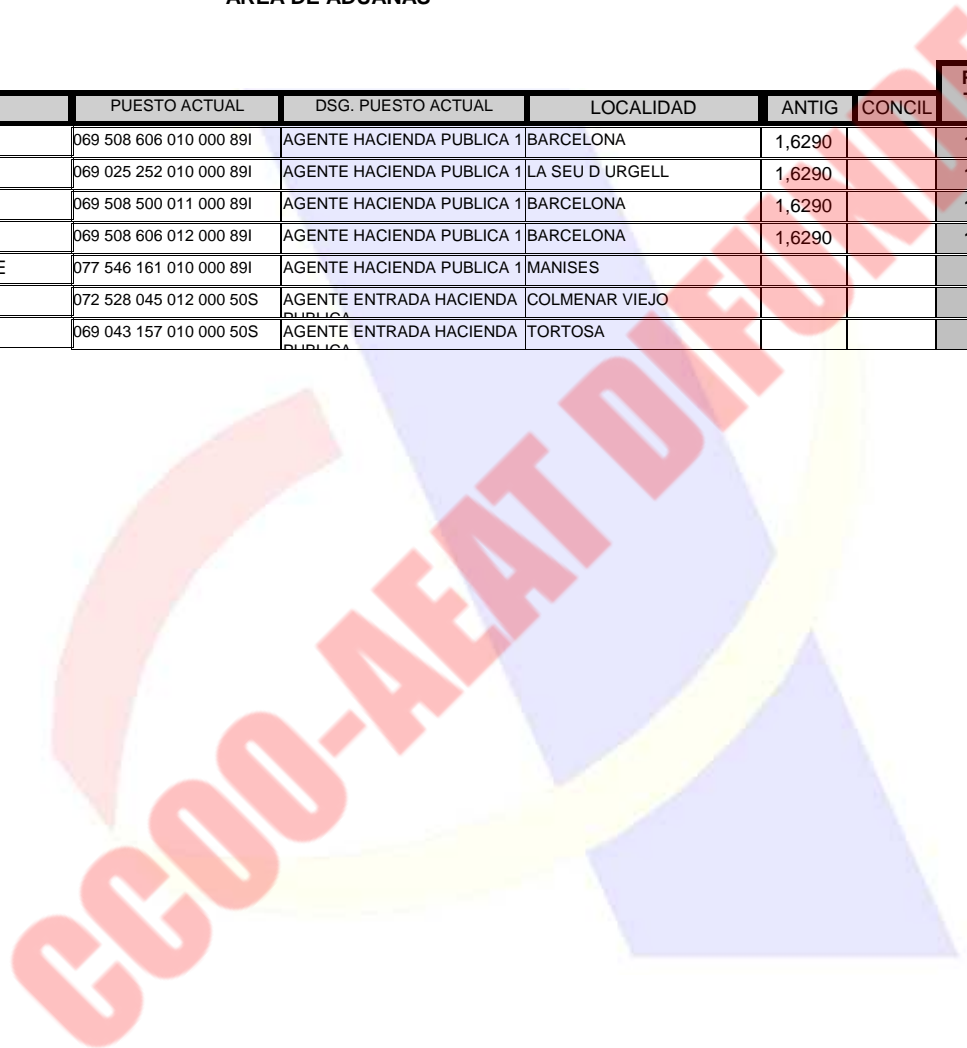 ÁREA DE ADUANAS
PUESTO ACTUAL DSG. PUESTO ACTUAL LOCALIDAD ANTIG CONCIL
069 508 606 010 000 89I AGENTE HACIENDA PUBLICA 1 BARCELONA 1,6290
069 025 252 010 000 89I AGENTE HACIENDA PUBLICA 1 LA SEU D URGELL 1,6290
069 508 500 011 000 89I AGENTE HACIENDA PUBLICA 1 BARCELONA 1,6290
069 508 606 012 000 89I AGENTE HACIENDA PUBLICA 1 BARCELONA 1,6290
E 077 546 161 010 000 89I AGENTE HACIENDA PUBLICA 1 MANISES
072 528 045 012 000 50S AGENTE ENTRADA HACIENDA COLMENAR VIEJO
PUBLICA
069 043 157 010 000 50S AGENTE ENTRADA HACIENDA TORTOSA
PUBLICA
CCOO-AEAT DIFUNDE